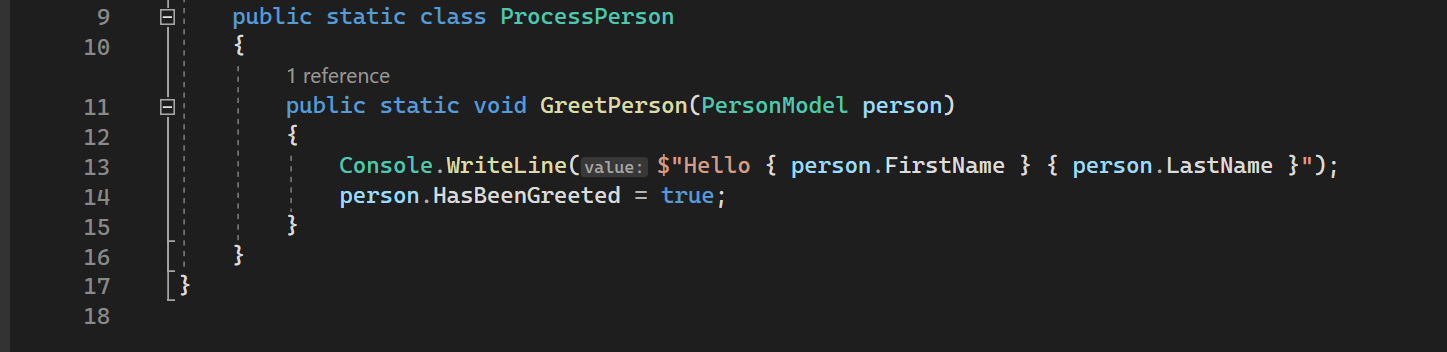 9 public static class ProcessPerson
10 {
1 reference
11 public static void GreetPerson(PersonModel person)
12 {
13 Console.WriteLine(value: $"Hello { person.FirstName } { person.LastName }");
14 person.HasBeenGreeted = true;
15 }
16 }
17 }
18